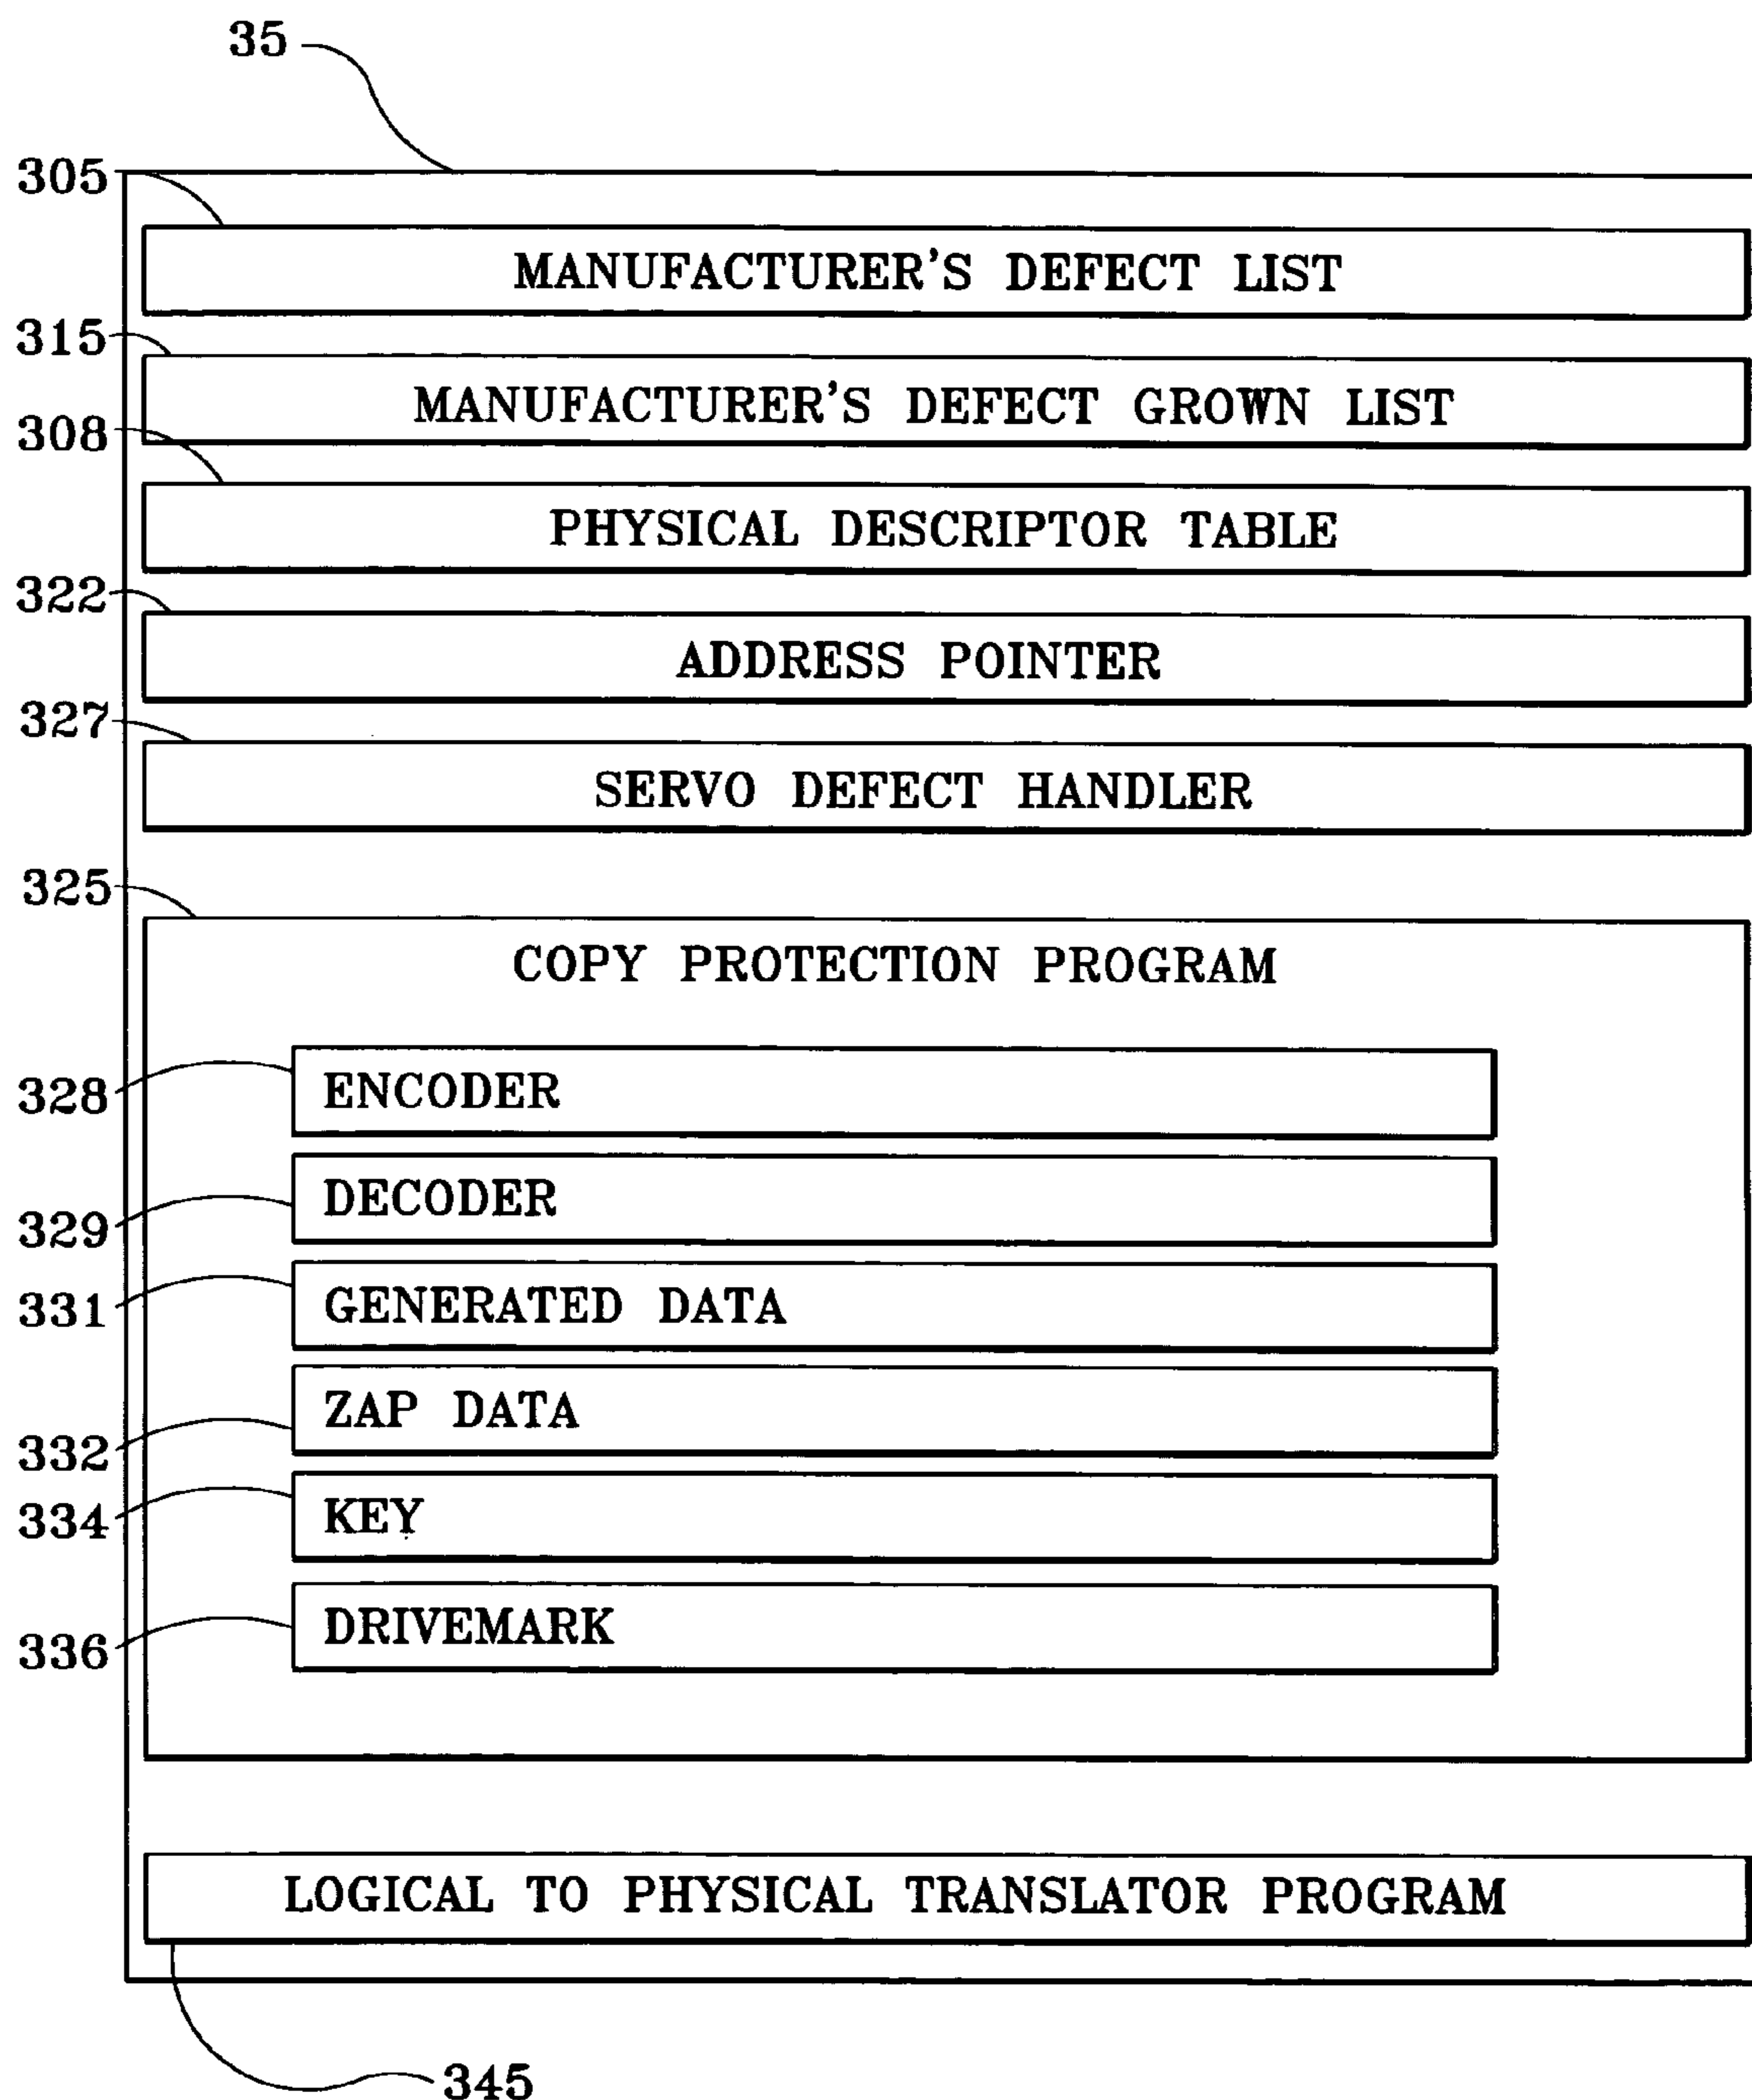 35
305
MANUFACTURER'S DEFECT LIST
315
MANUFACTURER'S DEFECT GROWN LIST
308
PHYSICAL DESCRIPTOR TABLE
322
ADDRESS POINTER
327
SERVO DEFECT HANDLER
325
COPY PROTECTION PROGRAM
328
ENCODER
329
DECODER
331
GENERATED DATA
332
ZAP DATA
334
KEY
336
DRIVEMARK
LOGICAL TO PHYSICAL TRANSLATOR PROGRAM
345